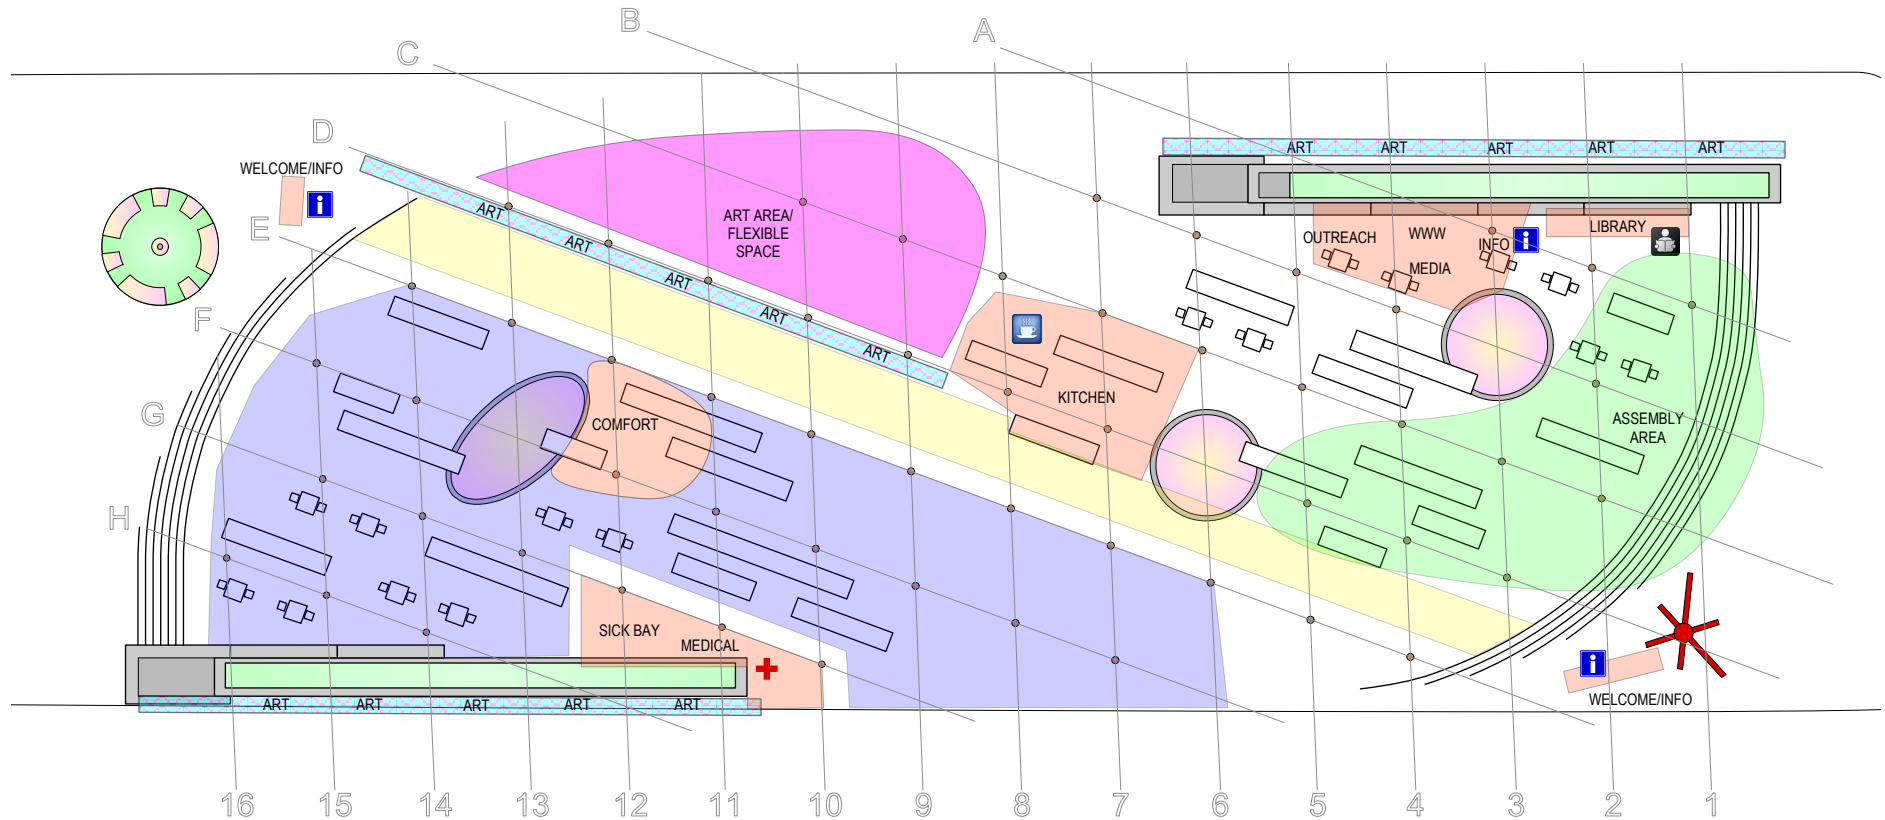 A
B
C
D
E
F
G
H
WELCOME/INFO
i
ART
ART
ART
ART
ART
ART AREA/
FLEXIBLE
SPACE
ART
ART
ART
ART
ART
OUTREACH
WWW
MEDIA
INFO
i
LIBRARY
KITCHEN
COMFORT
ASSEMBLY
AREA
SICK BAY
MEDICAL
ART
ART
ART
ART
ART
i
WELCOME/INFO
16
15
14
13
12
11
10
9
8
7
6
5
4
3
2
1